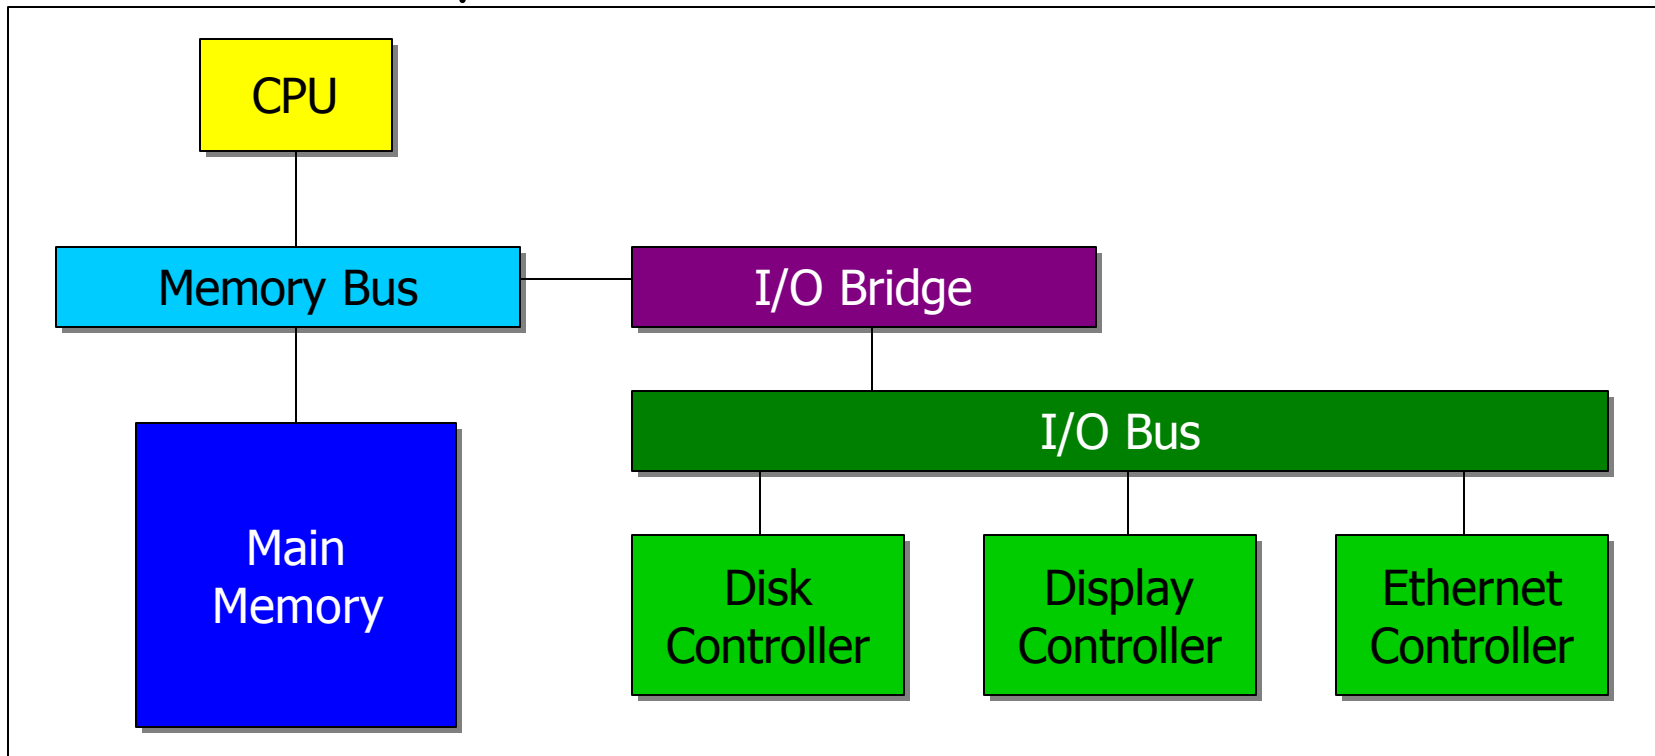 CPU
Memory Bus
I/O Bridge
I/O Bus
Main
Memory
Disk
Controller
Display
Controller
Ethernet
Controller